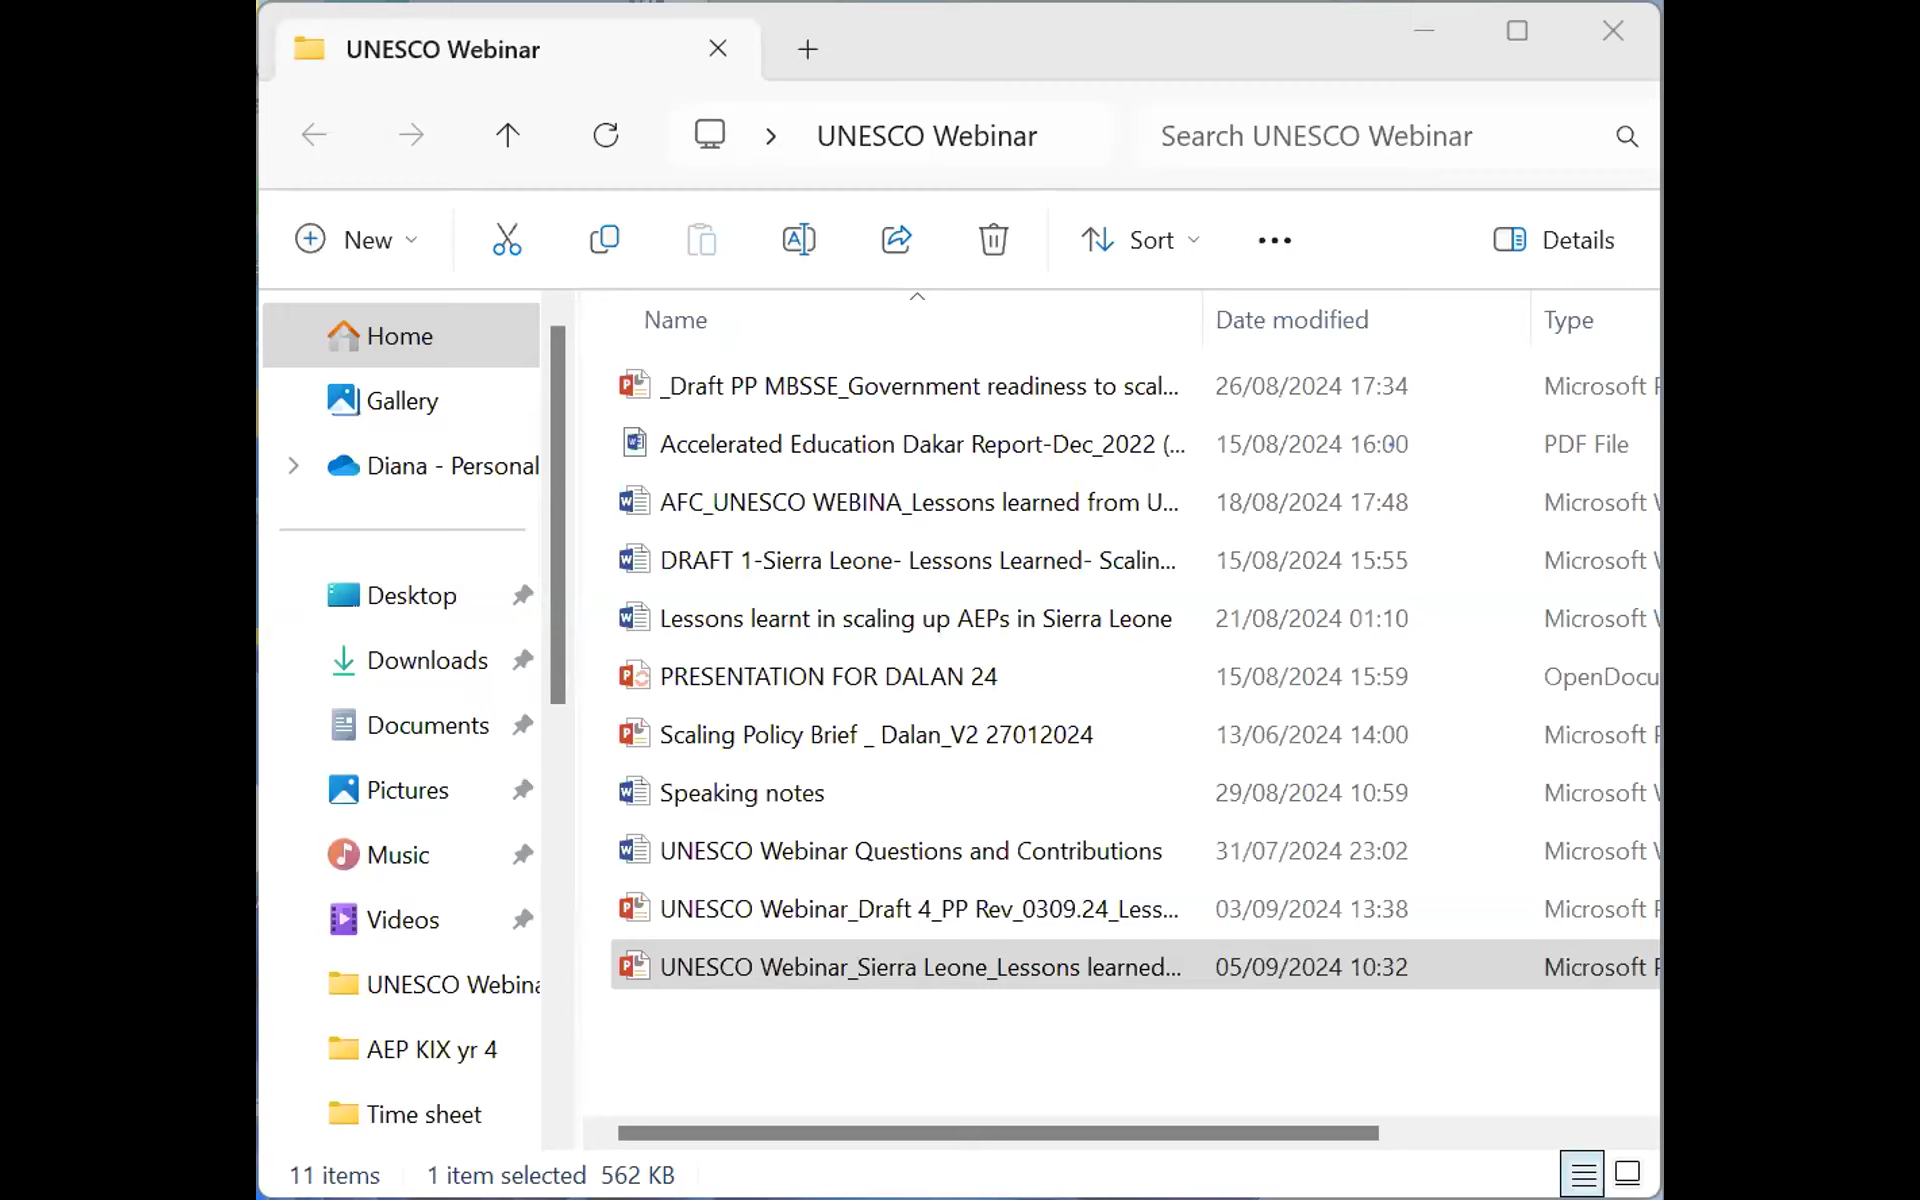 UNESCO Webinar
UNESCO Webinar
Search UNESCO Webinar
New
Sort
Details
Name
Date modified
Type
Home
Gallery
Diana - Personal
Desktop
Downloads
Documents
Pictures
Music
Videos
UNESCO Webina
AEP KIX yr 4
Time sheet
_Draft PP MBSSE_Government readiness to scal... 26/08/2024 17:34 Microsoft P
Accelerated Education Dakar Report-Dec_2022 (... 15/08/2024 16:00 PDF File
AFC_UNESCO WEBINA_Lessons learned from U... 18/08/2024 17:48 Microsoft W
DRAFT 1-Sierra Leone- Lessons Learned- Scalin... 15/08/2024 15:55 Microsoft W
Lessons learnt in scaling up AEPs in Sierra Leone 21/08/2024 01:10 Microsoft W
PRESENTATION FOR DALAN 24 15/08/2024 15:59 OpenDocu
Scaling Policy Brief _ Dalan_V2 27012024 13/06/2024 14:00 Microsoft P
Speaking notes 29/08/2024 10:59 Microsoft W
UNESCO Webinar Questions and Contributions 31/07/2024 23:02 Microsoft W
UNESCO Webinar_Draft 4_PP Rev_0309.24_Less... 03/09/2024 13:38 Microsoft P
UNESCO Webinar_Sierra Leone_Lessons learned... 05/09/2024 10:32 Microsoft P
11 items 1 item selected 562 KB